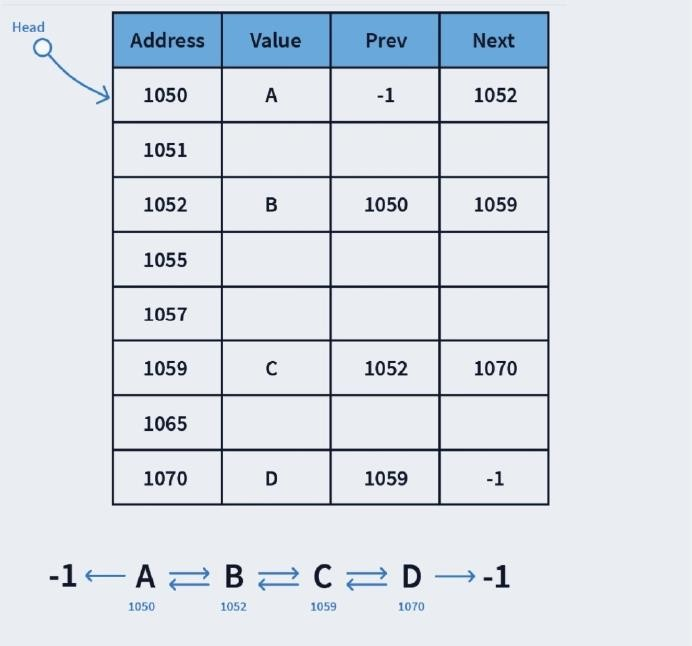 Head
Address Value Prev Next
1050 A -1 1052
1051
1052 B 1050 1059
1055
1057
1059 C 1052 1070
1065
1070 D 1059 -1
-1 A B C D -1
1050 1052 1059 1070